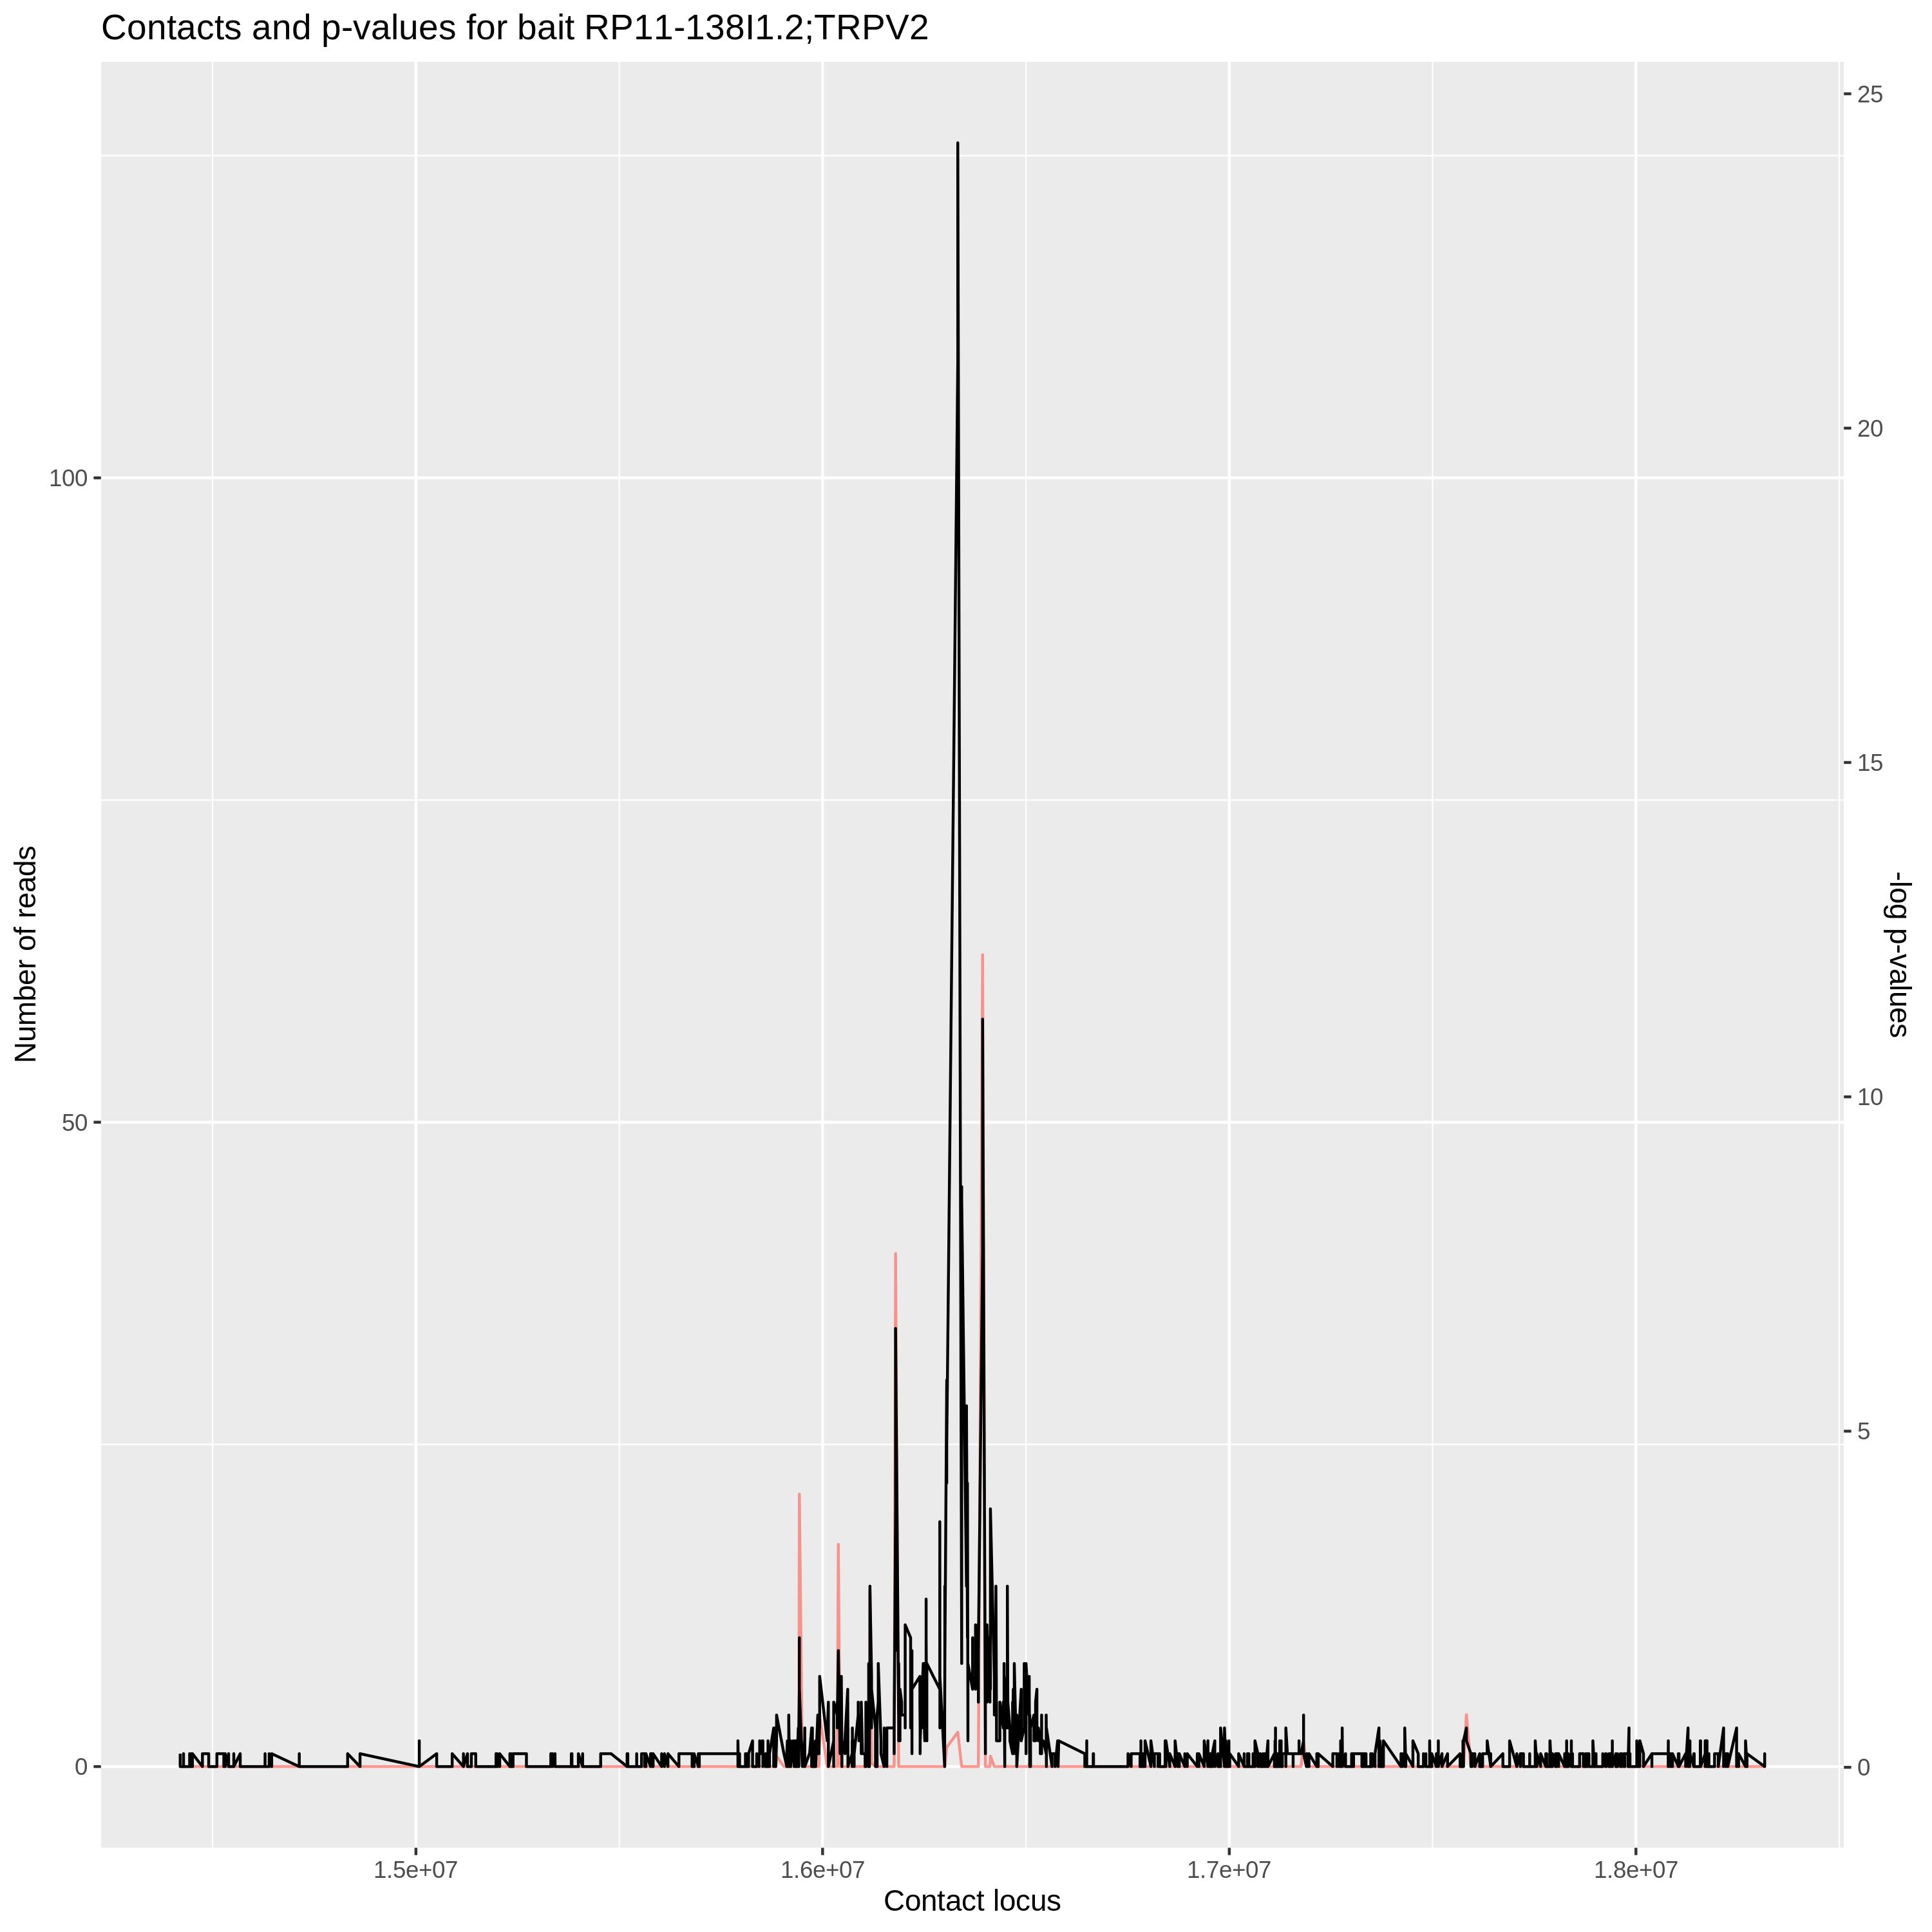 Contacts and p-values for bait RP11-138I1.2;TRPV2
Number of reads
100
50
0
25
20
15
10
5
0
-log p-values
1.5e+07 1.6e+07 1.7e+07 1.8e+07
Contact locus